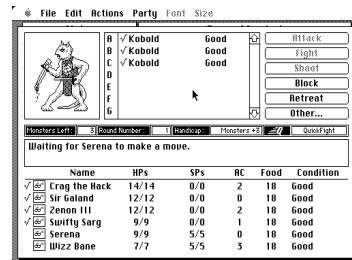 File Edit Actions Party Font Size
A ✓Kobold Good
B ✓Kobold Good
C ✓Kobold Good
D
E
F
G
Attack
Fight
Shoot
Block
Retreat
Other...
Monsters Left: 3 Round Number: 1 Handicap: Monsters +3 QuickFight
Waiting for Serena to make a move.
Name HPs SPs AC Food Condition
✓ Crag the Hack 14/14 0/0 2 18 Good
✓ Sir Galand 12/12 0/0 0 18 Good
✓ Zenon III 12/12 0/0 2 18 Good
✓ Swifty Sarg 9/9 0/0 1 18 Good
Serena 9/9 5/5 0 18 Good
Wizz Bane 7/7 5/5 3 18 Good